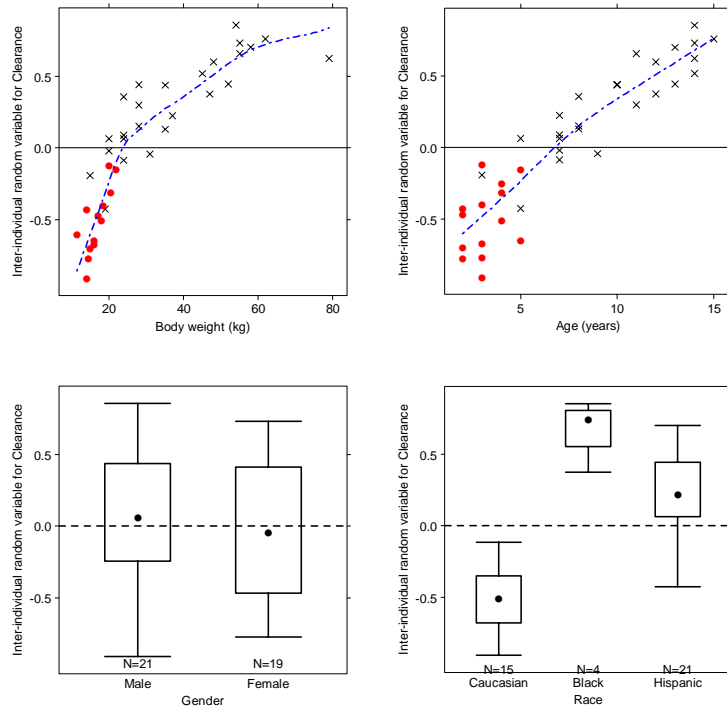 Inter-individual random variable for Clearance
0.5
0.0
-0.5
20
40
60
80
Body weight (kg)
Inter-individual random variable for Clearance
0.5
0.0
-0.5
5
10
15
Age (years)
Inter-individual random variable for Clearance
0.5
0.0
-0.5
N=21
N=19
Male
Female
Gender
Inter-individual random variable for Clearance
0.5
0.0
-0.5
N=15
N=4
N=21
Caucasian
Black
Hispanic
Race